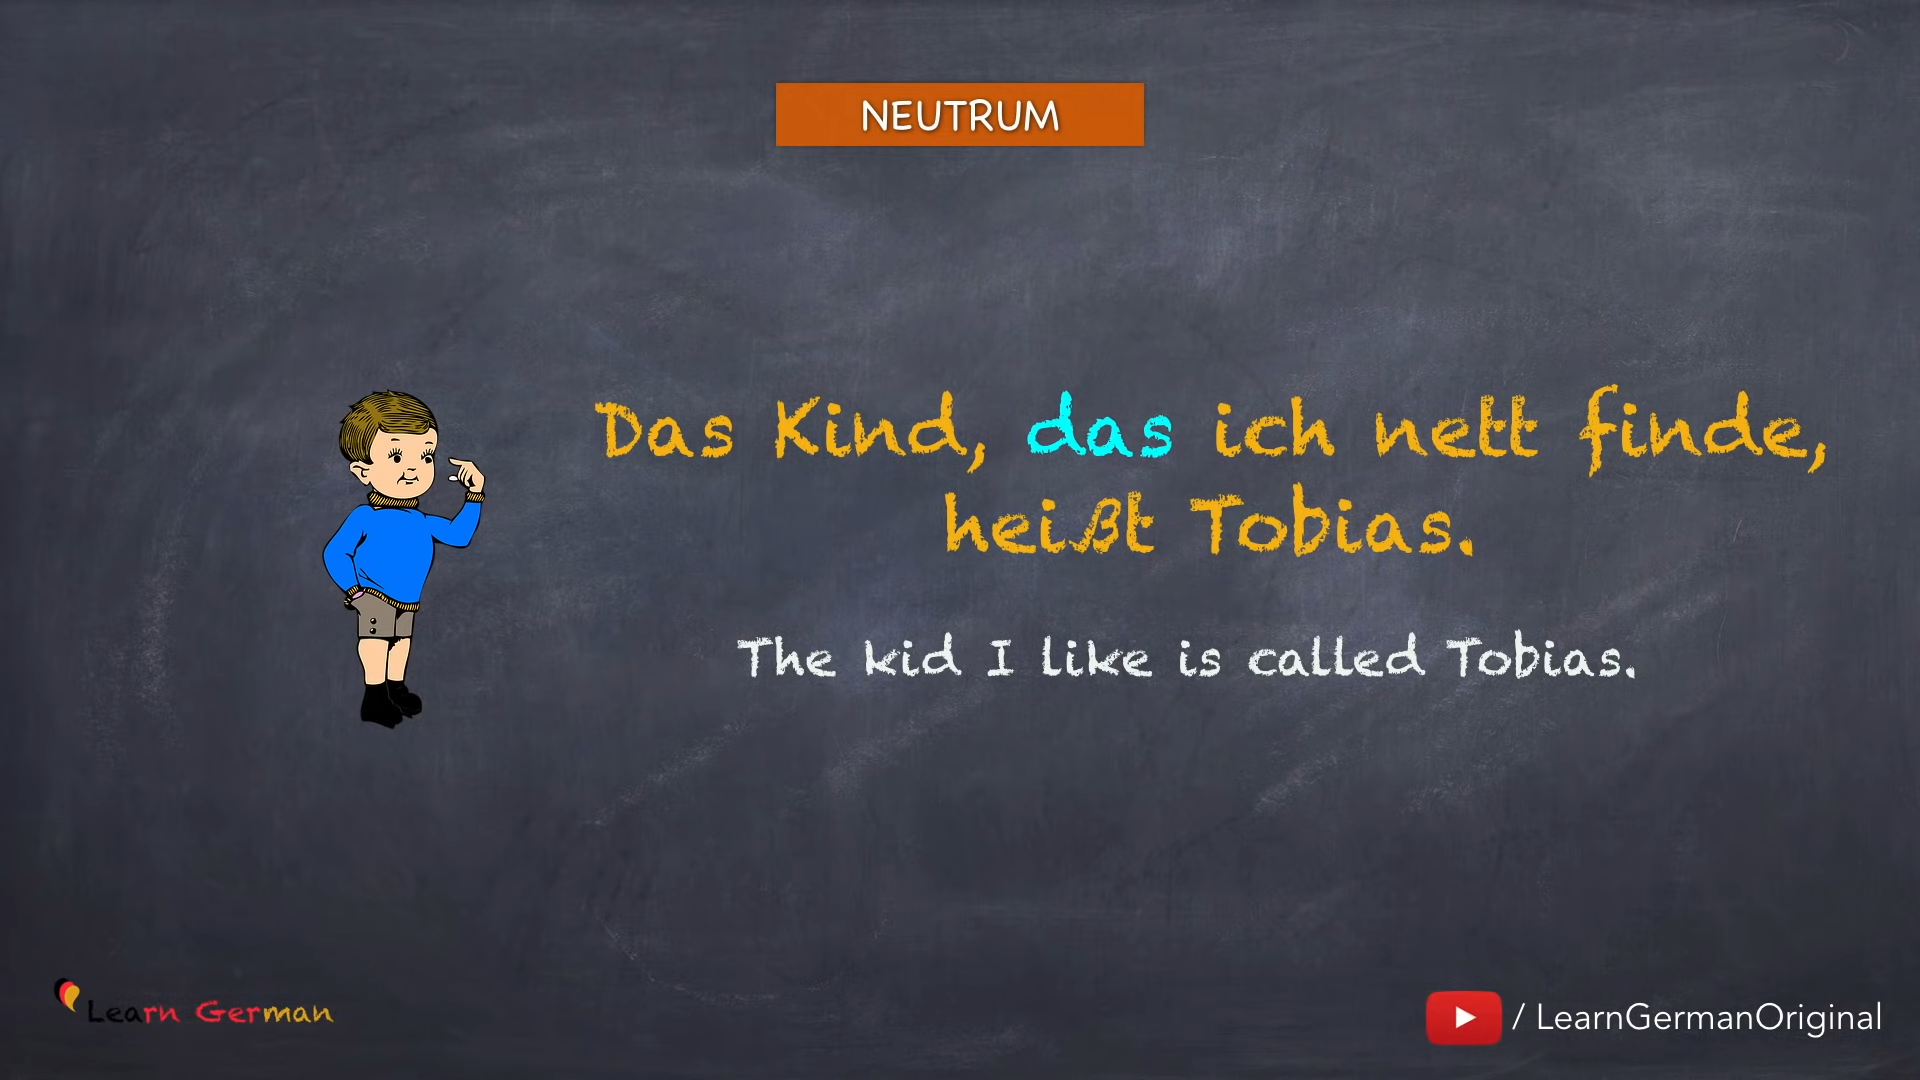 NEUTRUM
Das Kind, das ich nett finde,
heißt Tobias.
The kid I like is called Tobias.
Learn German
/ LearnGermanOriginal